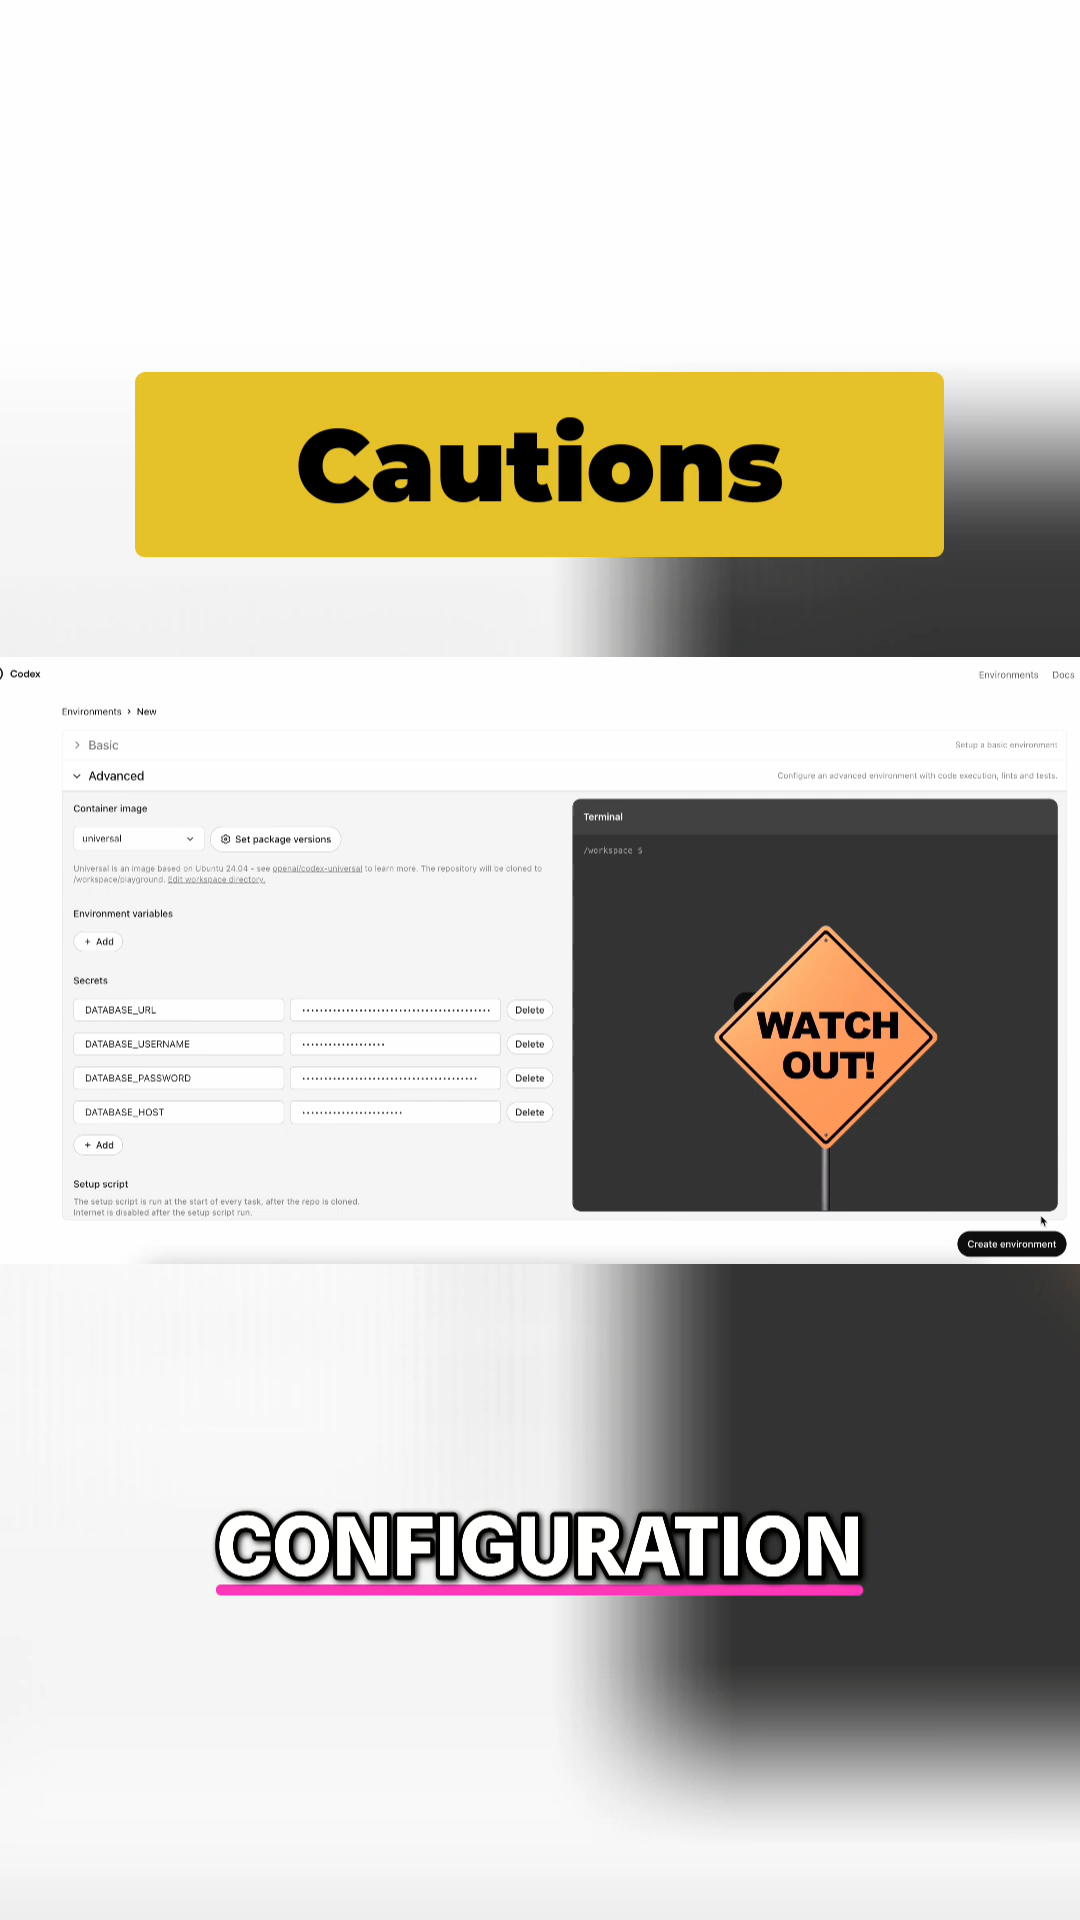 Cautions
Codex
Environments
Docs
Environments > New
Basic
Setup a basic environment
Advanced
Configure an advanced environment with code execution, lints and tests.
Container image
universal
Set package versions
Universal is an image based on Ubuntu 24.04 - see openai/codex-universal to learn more. The repository will be cloned to
/workspace/playground. Edit workspace directory.
Environment variables
+ Add
Secrets
DATABASE_URL
Delete
DATABASE_USERNAME
Delete
DATABASE_PASSWORD
Delete
DATABASE_HOST
Delete
+ Add
Setup script
The setup script is run at the start of every task, after the repo is cloned.
Internet is disabled after the setup script run.
Terminal
/workspace $
WATCH
OUT!
Create environment
CONFIGURATION